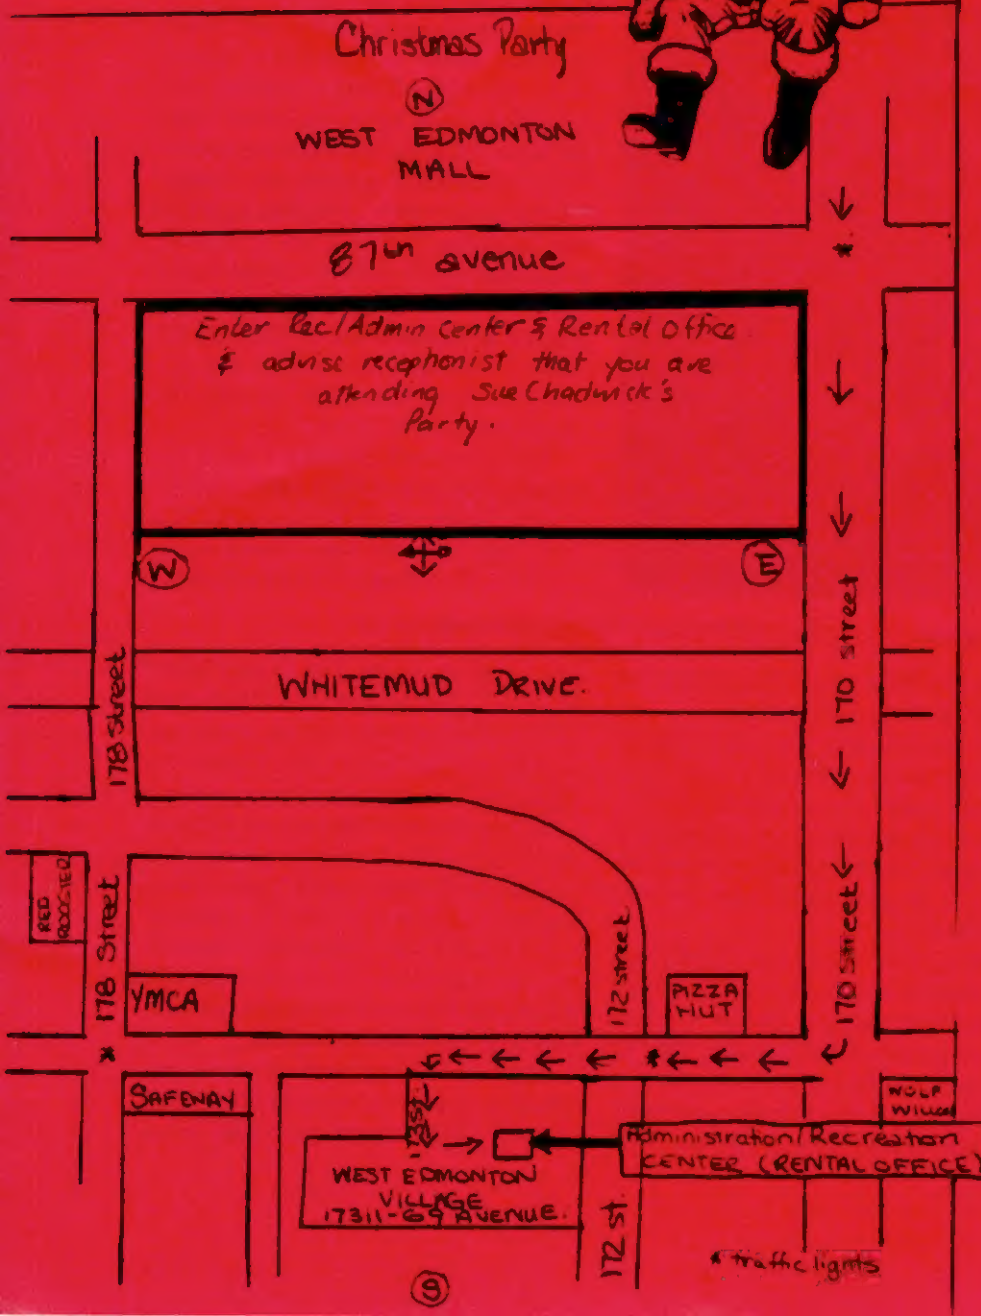 Christmas Party
N
WEST EDMONTON
MALL
87th avenue
Enter Rec/Admin Center & Rental Office
& advise receptionist that you are
attending Sue Chadwick's
Party.
W
E
WHITEMUD DRIVE.
178 Street
170 street
RED
ROOSTER
178 Street
YMCA
172 street
PIZZA
HUT
170 Street
*
*
*
SAFEWAY
173 St.
WOLF
WILLOW
Administration/Recreation
CENTER (RENTAL OFFICE)
WEST EDMONTON
VILLAGE
17311-69 AVENUE.
172 St.
S
* traffic lights